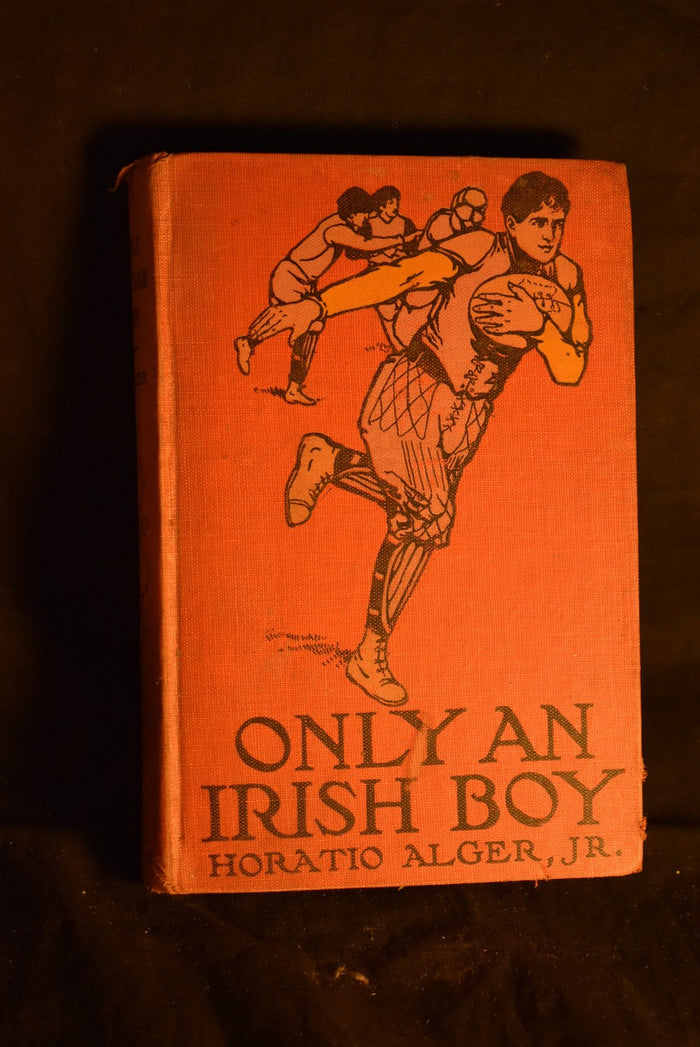 ONLY AN
IRISH BOY
HORATIO ALGER, JR.